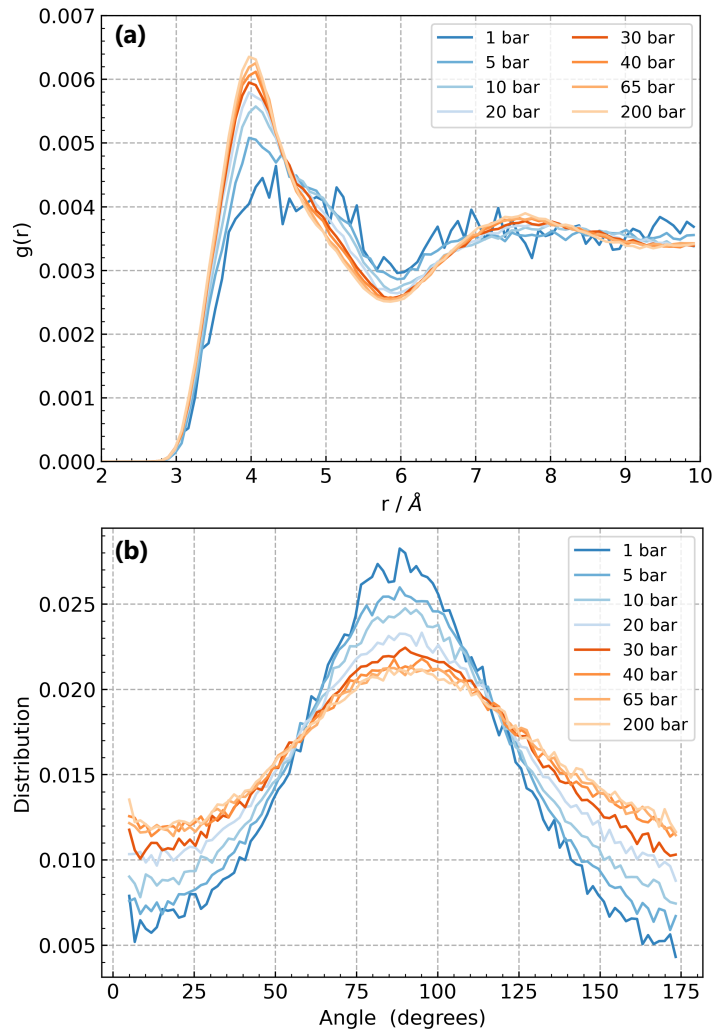 (a)
0.007
0.006
0.005
0.004
0.003
0.002
0.001
0.000
g(r)
1 bar
5 bar
10 bar
20 bar
30 bar
40 bar
65 bar
200 bar
2 3 4 5 6 7 8 9 10
r / Å
(b)
0.025
0.020
0.015
0.010
0.005
Distribution
1 bar
5 bar
10 bar
20 bar
30 bar
40 bar
65 bar
200 bar
0 25 50 75 100 125 150 175
Angle (degrees)